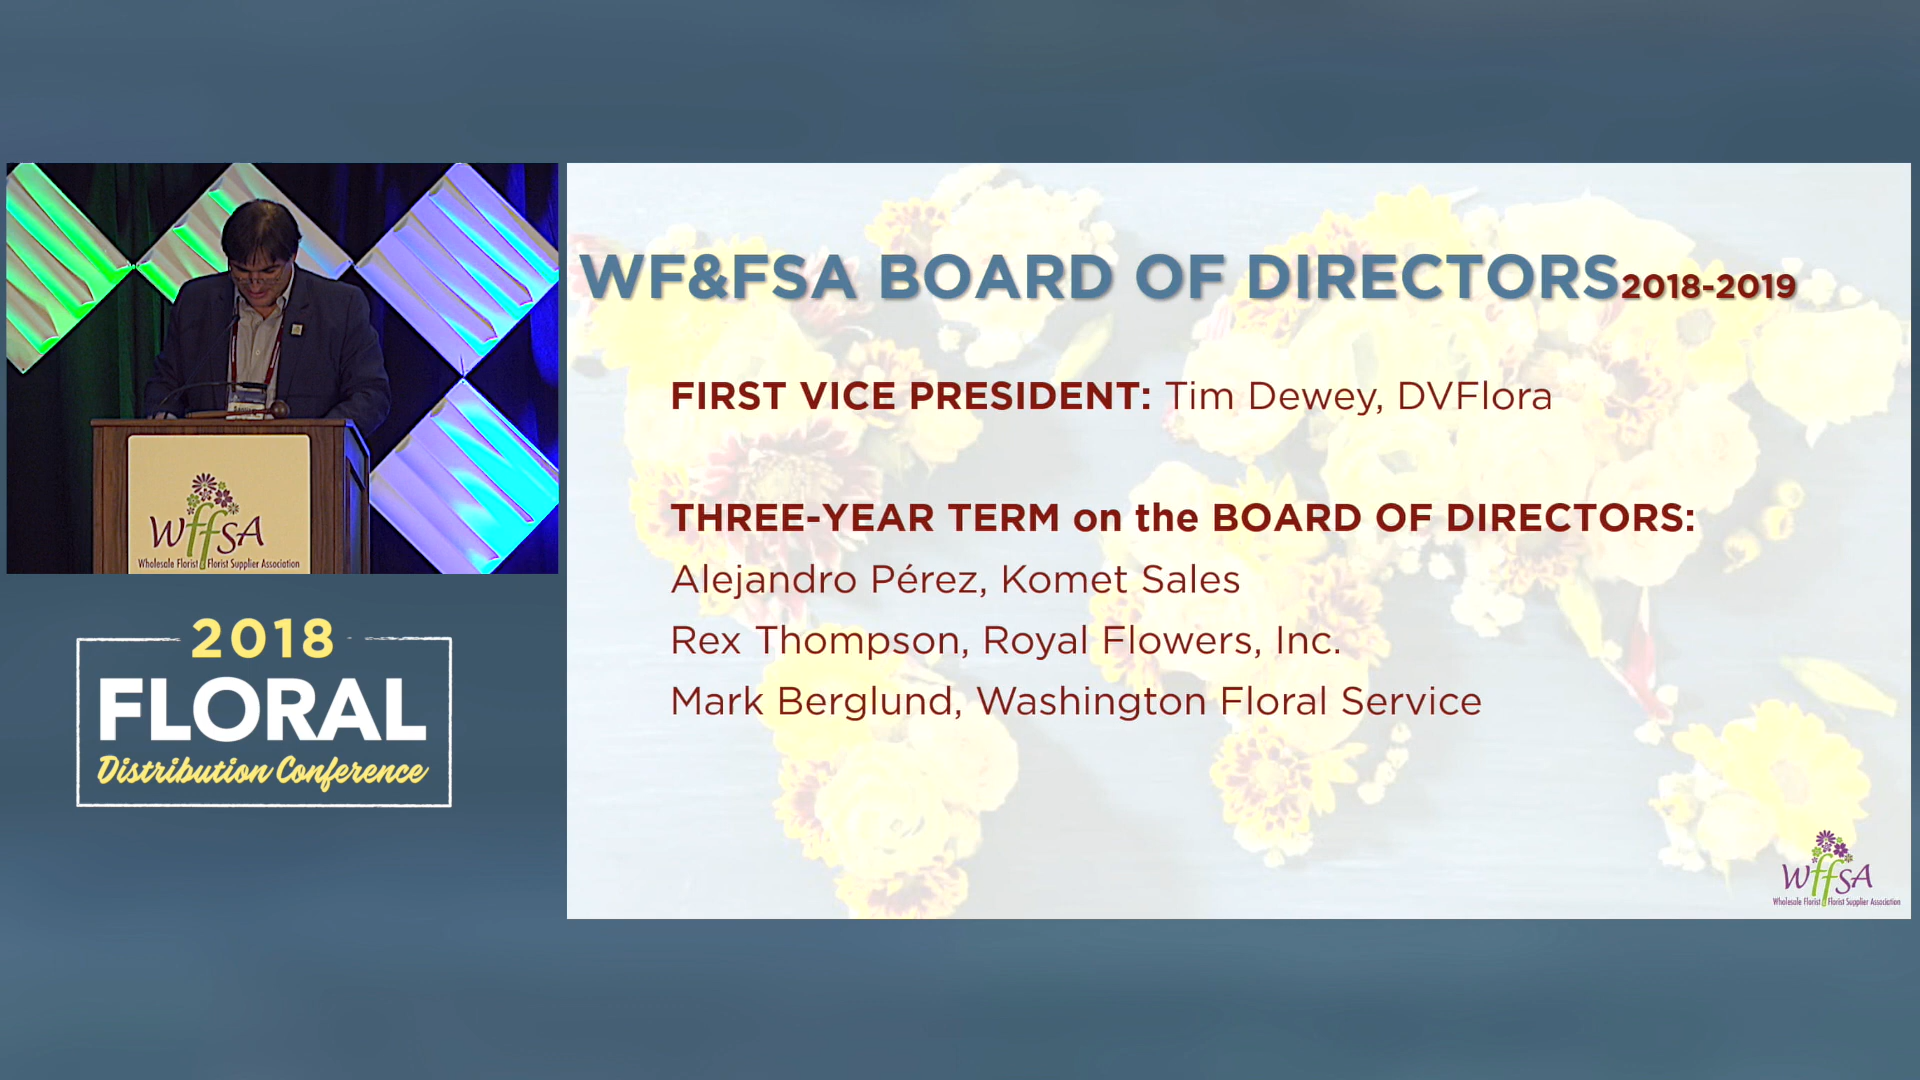 WF&FSA BOARD OF DIRECTORS 2018-2019
FIRST VICE PRESIDENT: Tim Dewey, DVFlora
THREE-YEAR TERM on the BOARD OF DIRECTORS:
Alejandro Pérez, Komet Sales
Rex Thompson, Royal Flowers, Inc.
Mark Berglund, Washington Floral Service
WffSA
Wholesale Florist Florist Supplier Association
WffSA
Wholesale Florist & Florist Supplier Association
2018
FLORAL
Distribution Conference